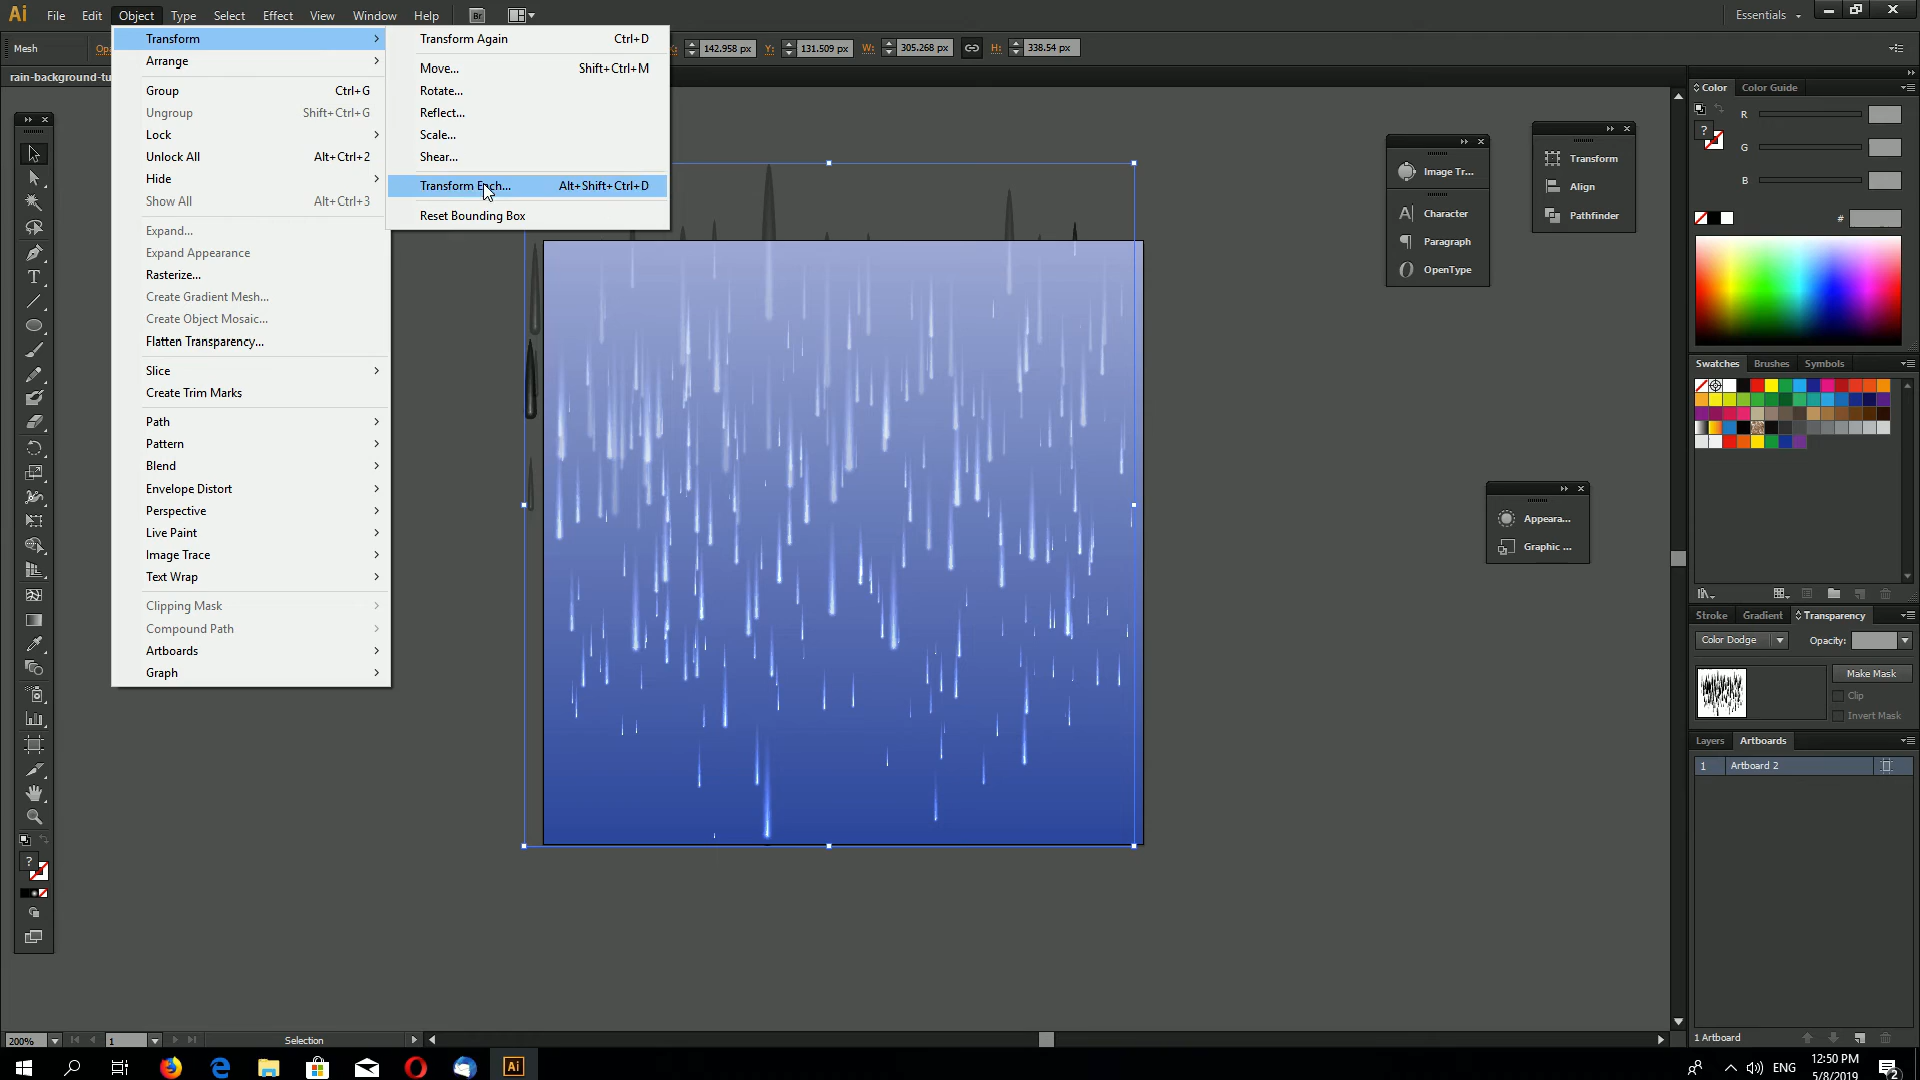 Ai File Edit Object Type Select Effect View Window Help Br Essentials
Mesh
Y: 142.958 px 131.509 px W: 305.268 px H: 338.54 px
rain-background-tu
Transform
Arrange
Group Ctrl+G
Ungroup Shift+Ctrl+G
Lock
Unlock All Alt+Ctrl+2
Hide
Show All Alt+Ctrl+3
Expand...
Expand Appearance
Rasterize...
Create Gradient Mesh...
Create Object Mosaic...
Flatten Transparency...
Slice
Create Trim Marks
Path
Pattern
Blend
Envelope Distort
Perspective
Live Paint
Image Trace
Text Wrap
Clipping Mask
Compound Path
Artboards
Graph
Transform Again Ctrl+D
Move... Shift+Ctrl+M
Rotate...
Reflect...
Scale...
Shear...
Transform Each... Alt+Shift+Ctrl+D
Reset Bounding Box
Image Tr...
Character
Paragraph
OpenType
Transform
Align
Pathfinder
Appeara...
Graphic ...
Color Color Guide
R
G
B
#
Swatches Brushes Symbols
Stroke Gradient Transparency
Color Dodge Opacity:
Make Mask
Clip
Invert Mask
Layers Artboards
1 Artboard 2
1 Artboard
200% 1 Selection
ENG
12:50 PM
5/8/2019
2